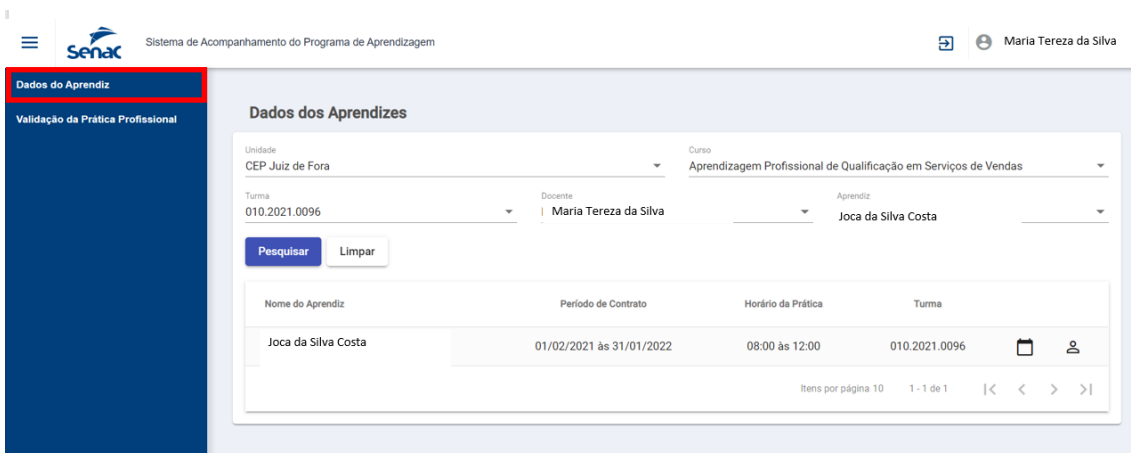 Senac
Sistema de Acompanhamento do Programa de Aprendizagem
Maria Tereza da Silva
Dados do Aprendiz
Validação da Prática Profissional
Dados dos Aprendizes
Unidade
CEP Juiz de Fora
Curso
Aprendizagem Profissional de Qualificação em Serviços de Vendas
Turma
010.2021.0096
Docente
Maria Tereza da Silva
Aprendiz
Joca da Silva Costa
Pesquisar
Limpar
Nome do Aprendiz Período de Contrato Horário da Prática Turma
Joca da Silva Costa 01/02/2021 às 31/01/2022 08:00 às 12:00 010.2021.0096
Itens por página 10 1 - 1 de 1